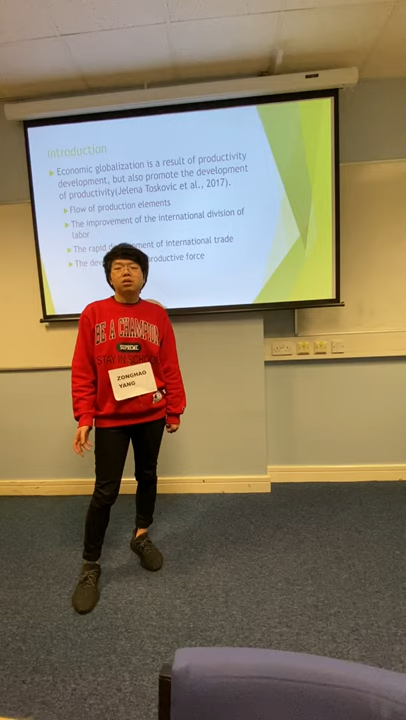 Introduction
Economic globalization is a result of productivity
development, but also promote the development
of productivity(Jelena Toskovic et al., 2017).
Flow of production elements
The improvement of the international division of
labor
The rapid development of international trade
The productive force
BE A CHAMPION
SUPREME
STAY IN SCHOOL
ZONGHAO
YANG